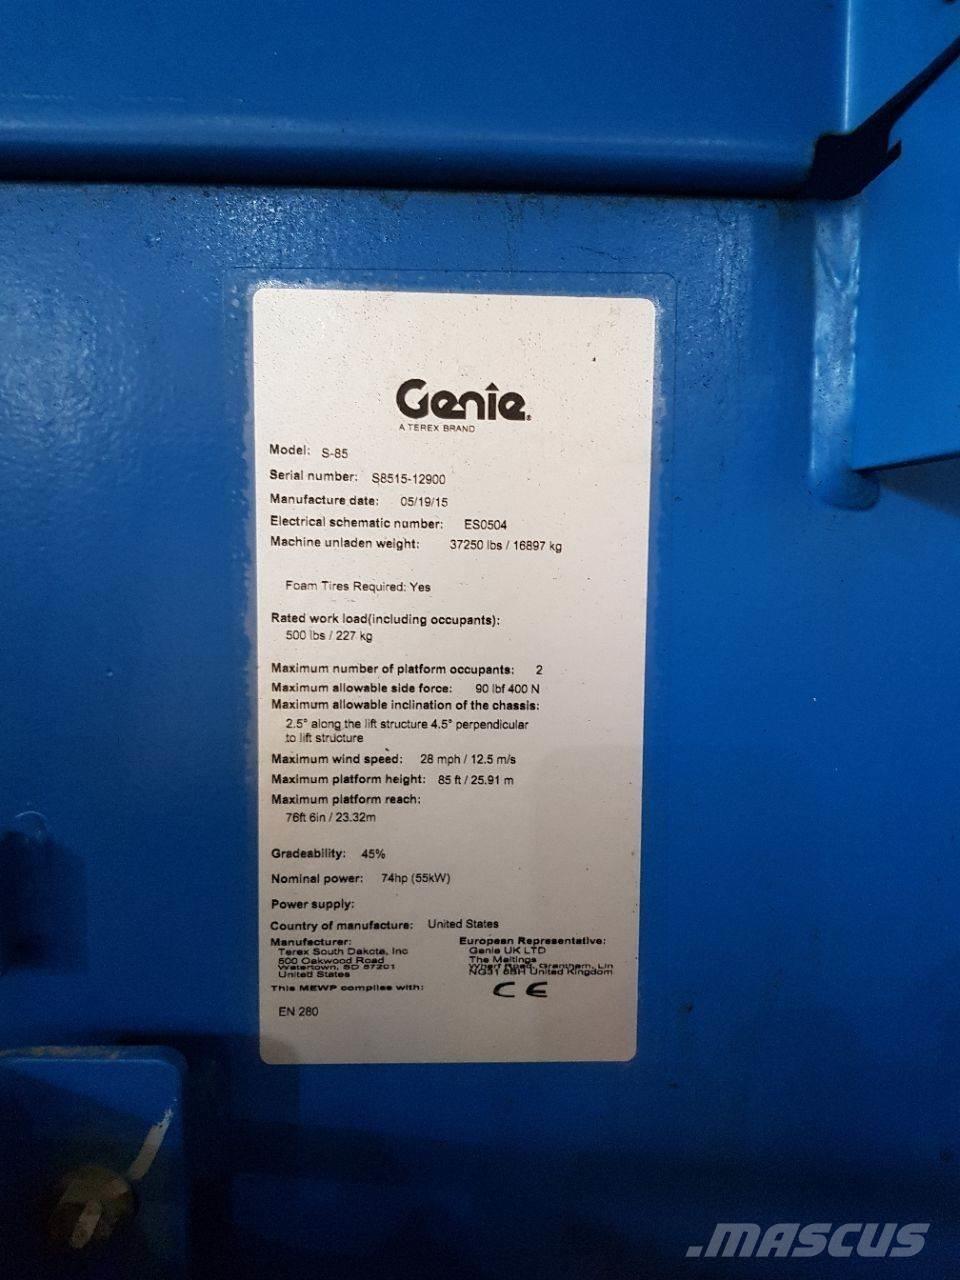 Genie
A TEREX BRAND
Model: S-85
Serial number: S8515-12900
Manufacture date: 05/19/15
Electrical schematic number: ES0504
Machine unladen weight: 37250 lbs / 16897 kg
Foam Tires Required: Yes
Rated work load(including occupants):
500 lbs / 227 kg
Maximum number of platform occupants: 2
Maximum allowable side force: 90 lbf 400 N
Maximum allowable inclination of the chassis:
2.5° along the lift structure 4.5° perpendicular
to lift structure
Maximum wind speed: 28 mph / 12.5 m/s
Maximum platform height: 85 ft / 25.91 m
Maximum platform reach:
76ft 6in / 23.32m
Gradeability: 45%
Nominal power: 74hp (55kW)
Power supply:
Country of manufacture: United States
Manufacturer: European Representative:
Terex South Dakota, Inc Genie UK LTD
500 Oakwood Road The Maltings
Watertown, SD 57201 Wharf Road, Grantham, Lin
United States United Kingdom
This MEWP complies with: CE
EN 280
.MASCUS